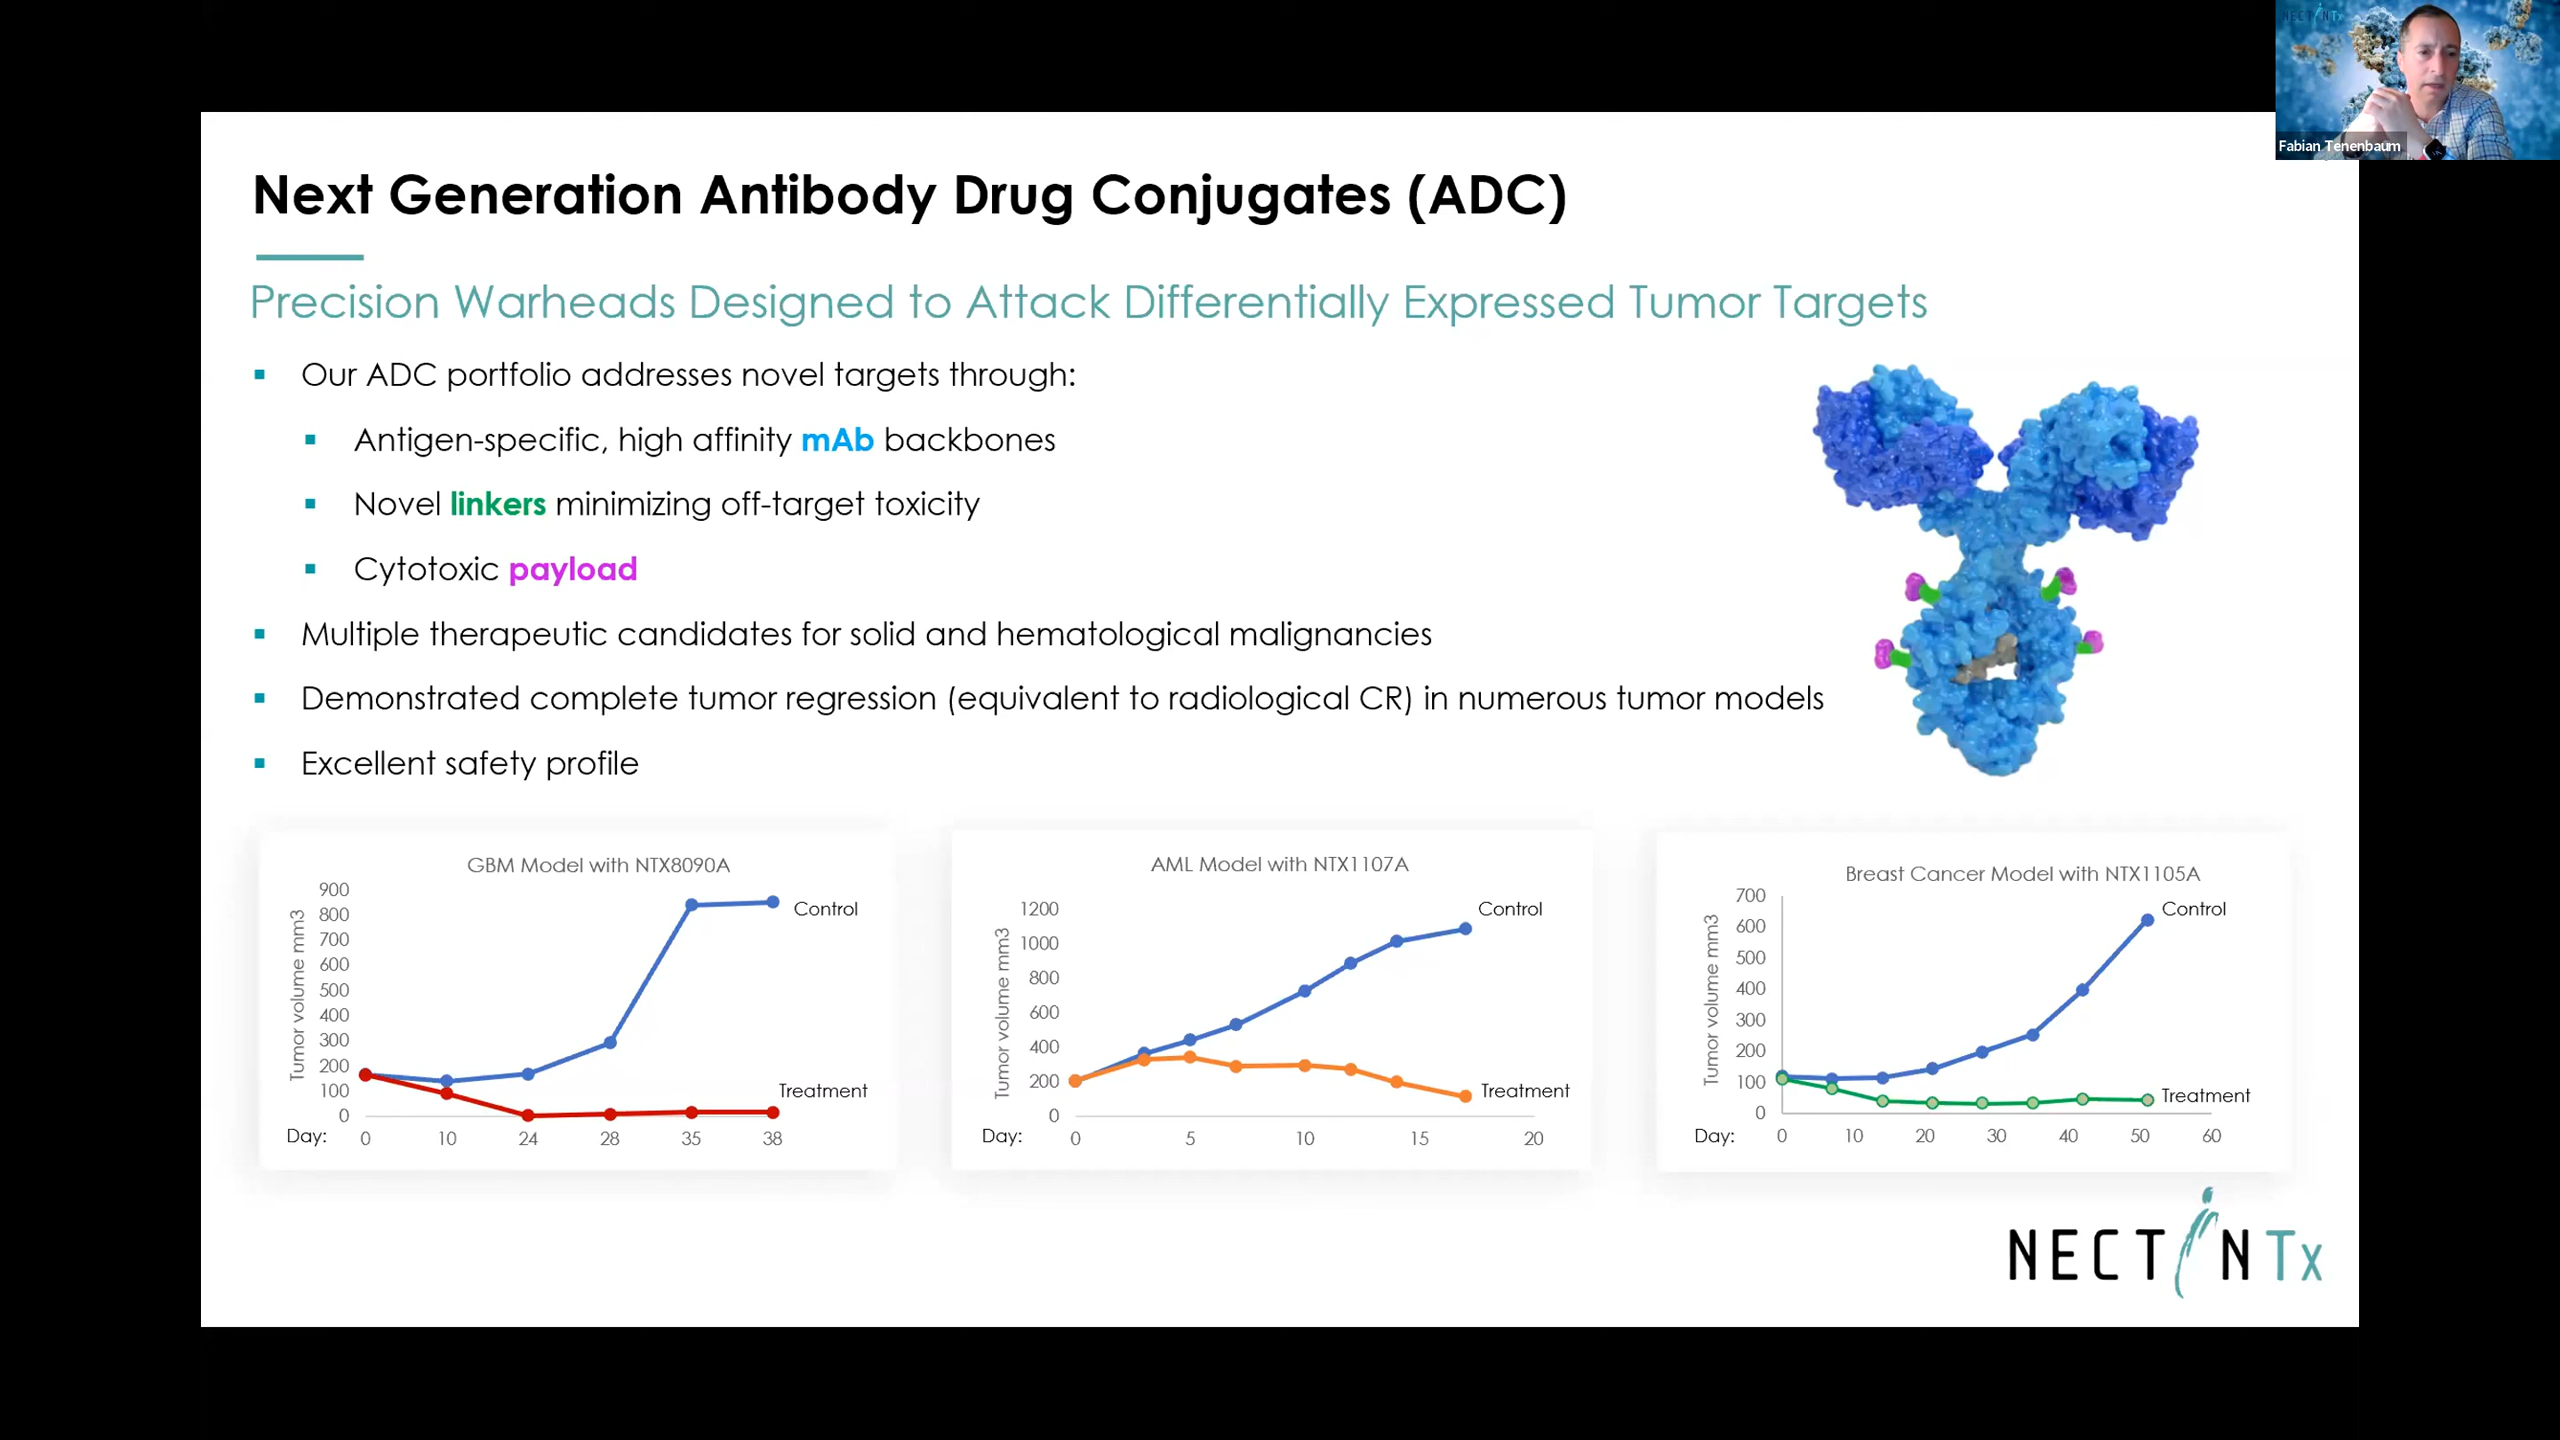 NECTINTx
Fabian Tenenbaum
Next Generation Antibody Drug Conjugates (ADC)
Precision Warheads Designed to Attack Differentially Expressed Tumor Targets
Our ADC portfolio addresses novel targets through:
Antigen-specific, high affinity mAb backbones
Novel linkers minimizing off-target toxicity
Cytotoxic payload
Multiple therapeutic candidates for solid and hematological malignancies
Demonstrated complete tumor regression (equivalent to radiological CR) in numerous tumor models
Excellent safety profile
GBM Model with NTX8090A
Tumor volume mm3
900
800
700
600
500
400
300
200
100
0
Control
Treatment
Day: 0 10 24 28 35 38
AML Model with NTX1107A
Tumor volume mm3
1200
1000
800
600
400
200
0
Control
Treatment
Day: 0 5 10 15 20
Breast Cancer Model with NTX1105A
Tumor volume mm3
700
600
500
400
300
200
100
0
Control
Treatment
Day: 0 10 20 30 40 50 60
NECTINTx